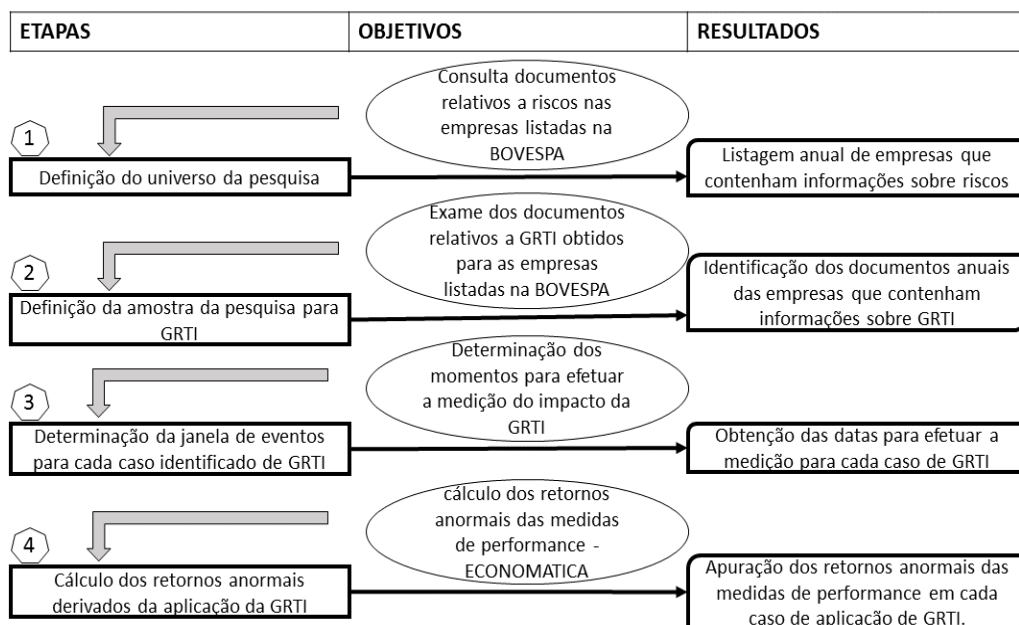 ETAPAS
OBJETIVOS
RESULTADOS
Consulta documentos
relativos a riscos nas
empresas listadas na
BOVESPA
1
Definição do universo da pesquisa
Listagem anual de empresas que
contenham informações sobre riscos
Exame dos documentos
relativos a GRTI obtidos
para as empresas
listadas na BOVESPA
2
Definição da amostra da pesquisa para
GRTI
Identificação dos documentos anuais
das empresas que contenham
informações sobre GRTI
Determinação dos
momentos para efetuar
a medição do impacto da
GRTI
3
Determinação da janela de eventos
para cada caso identificado de GRTI
Obtenção das datas para efetuar a
medição para cada caso de GRTI
cálculo dos retornos
anormais das medidas
de performance -
ECONOMATICA
4
Cálculo dos retornos anormais
derivados da aplicação da GRTI
Apuração dos retornos anormais das
medidas de performance em cada
caso de aplicação de GRTI.